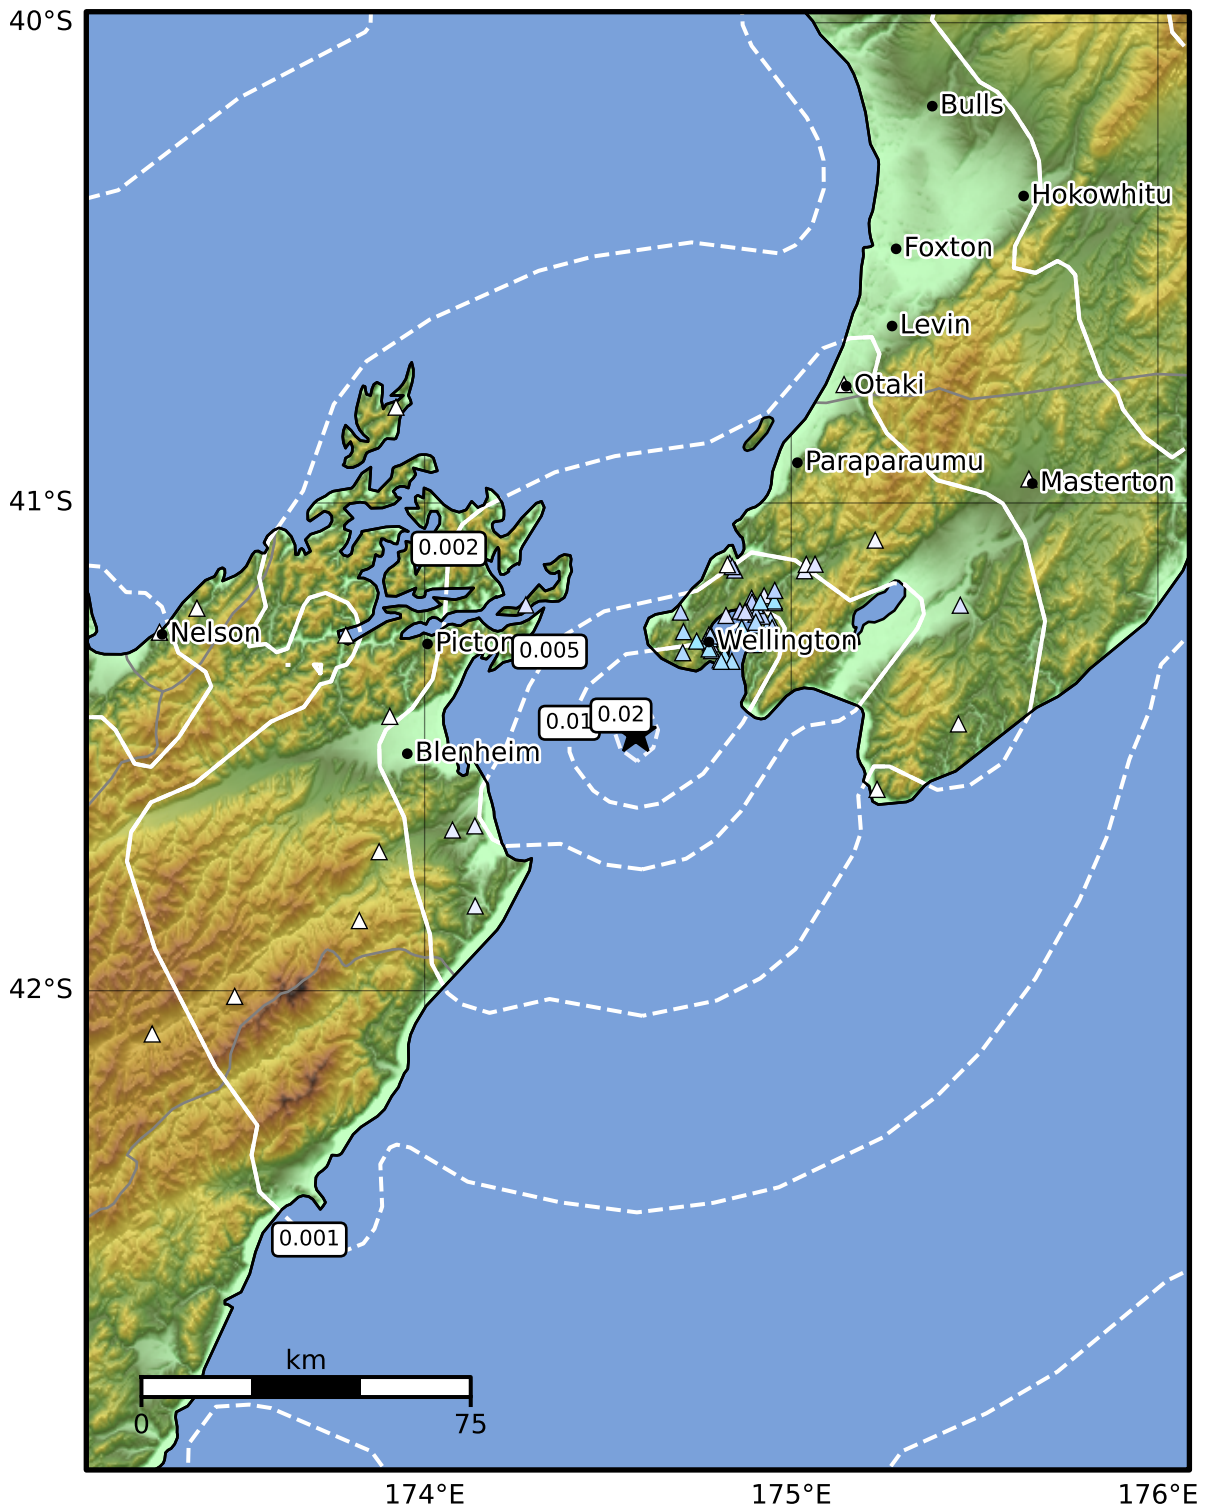 40°S
Bulls
Hokowhitu
Foxton
Levin
Otaki
Paraparaumu
Masterton
41°S
0.002
Nelson
Picton
Wellington
0.005
0.01
0.02
Blenheim
42°S
0.001
km
0
75
174°E
175°E
176°E